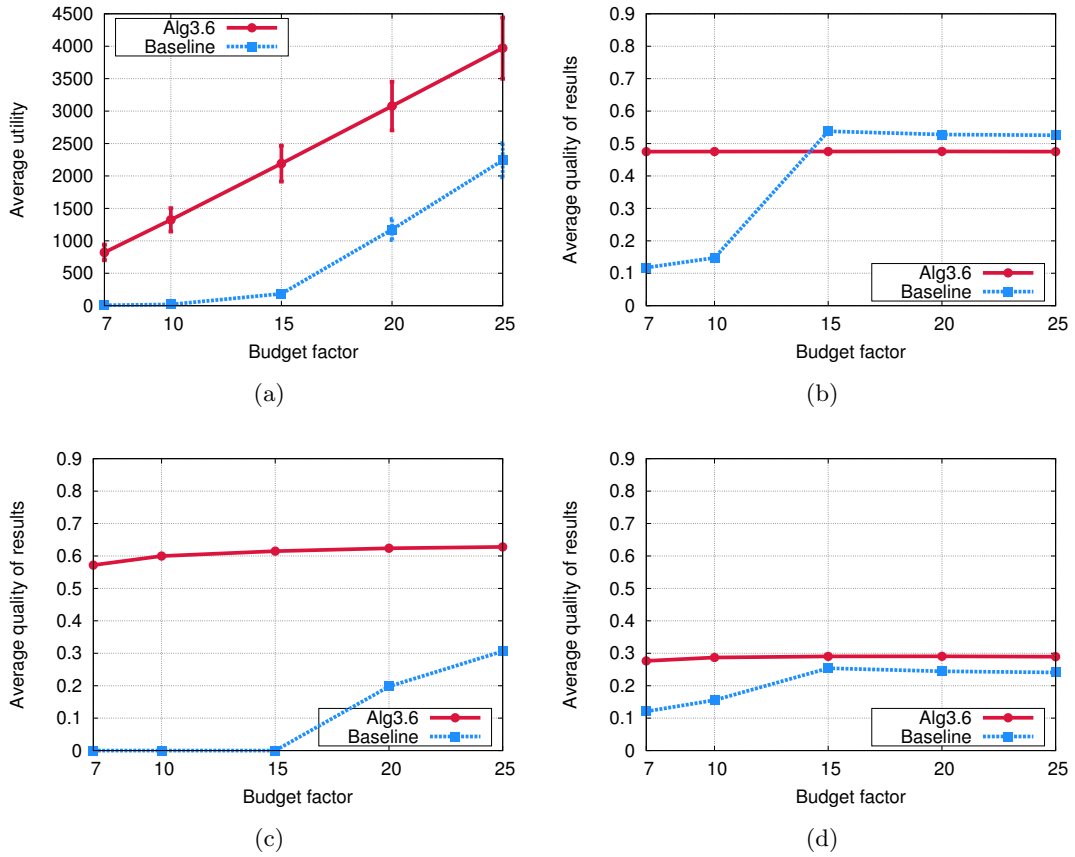 4500
4000
3500
3000
2500
2000
1500
1000
500
0
7 10 15 20 25
Average utility
Budget factor
Alg3.6
Baseline
(a)
0.9
0.8
0.7
0.6
0.5
0.4
0.3
0.2
0.1
0
7 10 15 20 25
Average quality of results
Budget factor
Alg3.6
Baseline
(b)
0.9
0.8
0.7
0.6
0.5
0.4
0.3
0.2
0.1
0
7 10 15 20 25
Average quality of results
Budget factor
Alg3.6
Baseline
(c)
0.9
0.8
0.7
0.6
0.5
0.4
0.3
0.2
0.1
0
7 10 15 20 25
Average quality of results
Budget factor
Alg3.6
Baseline
(d)